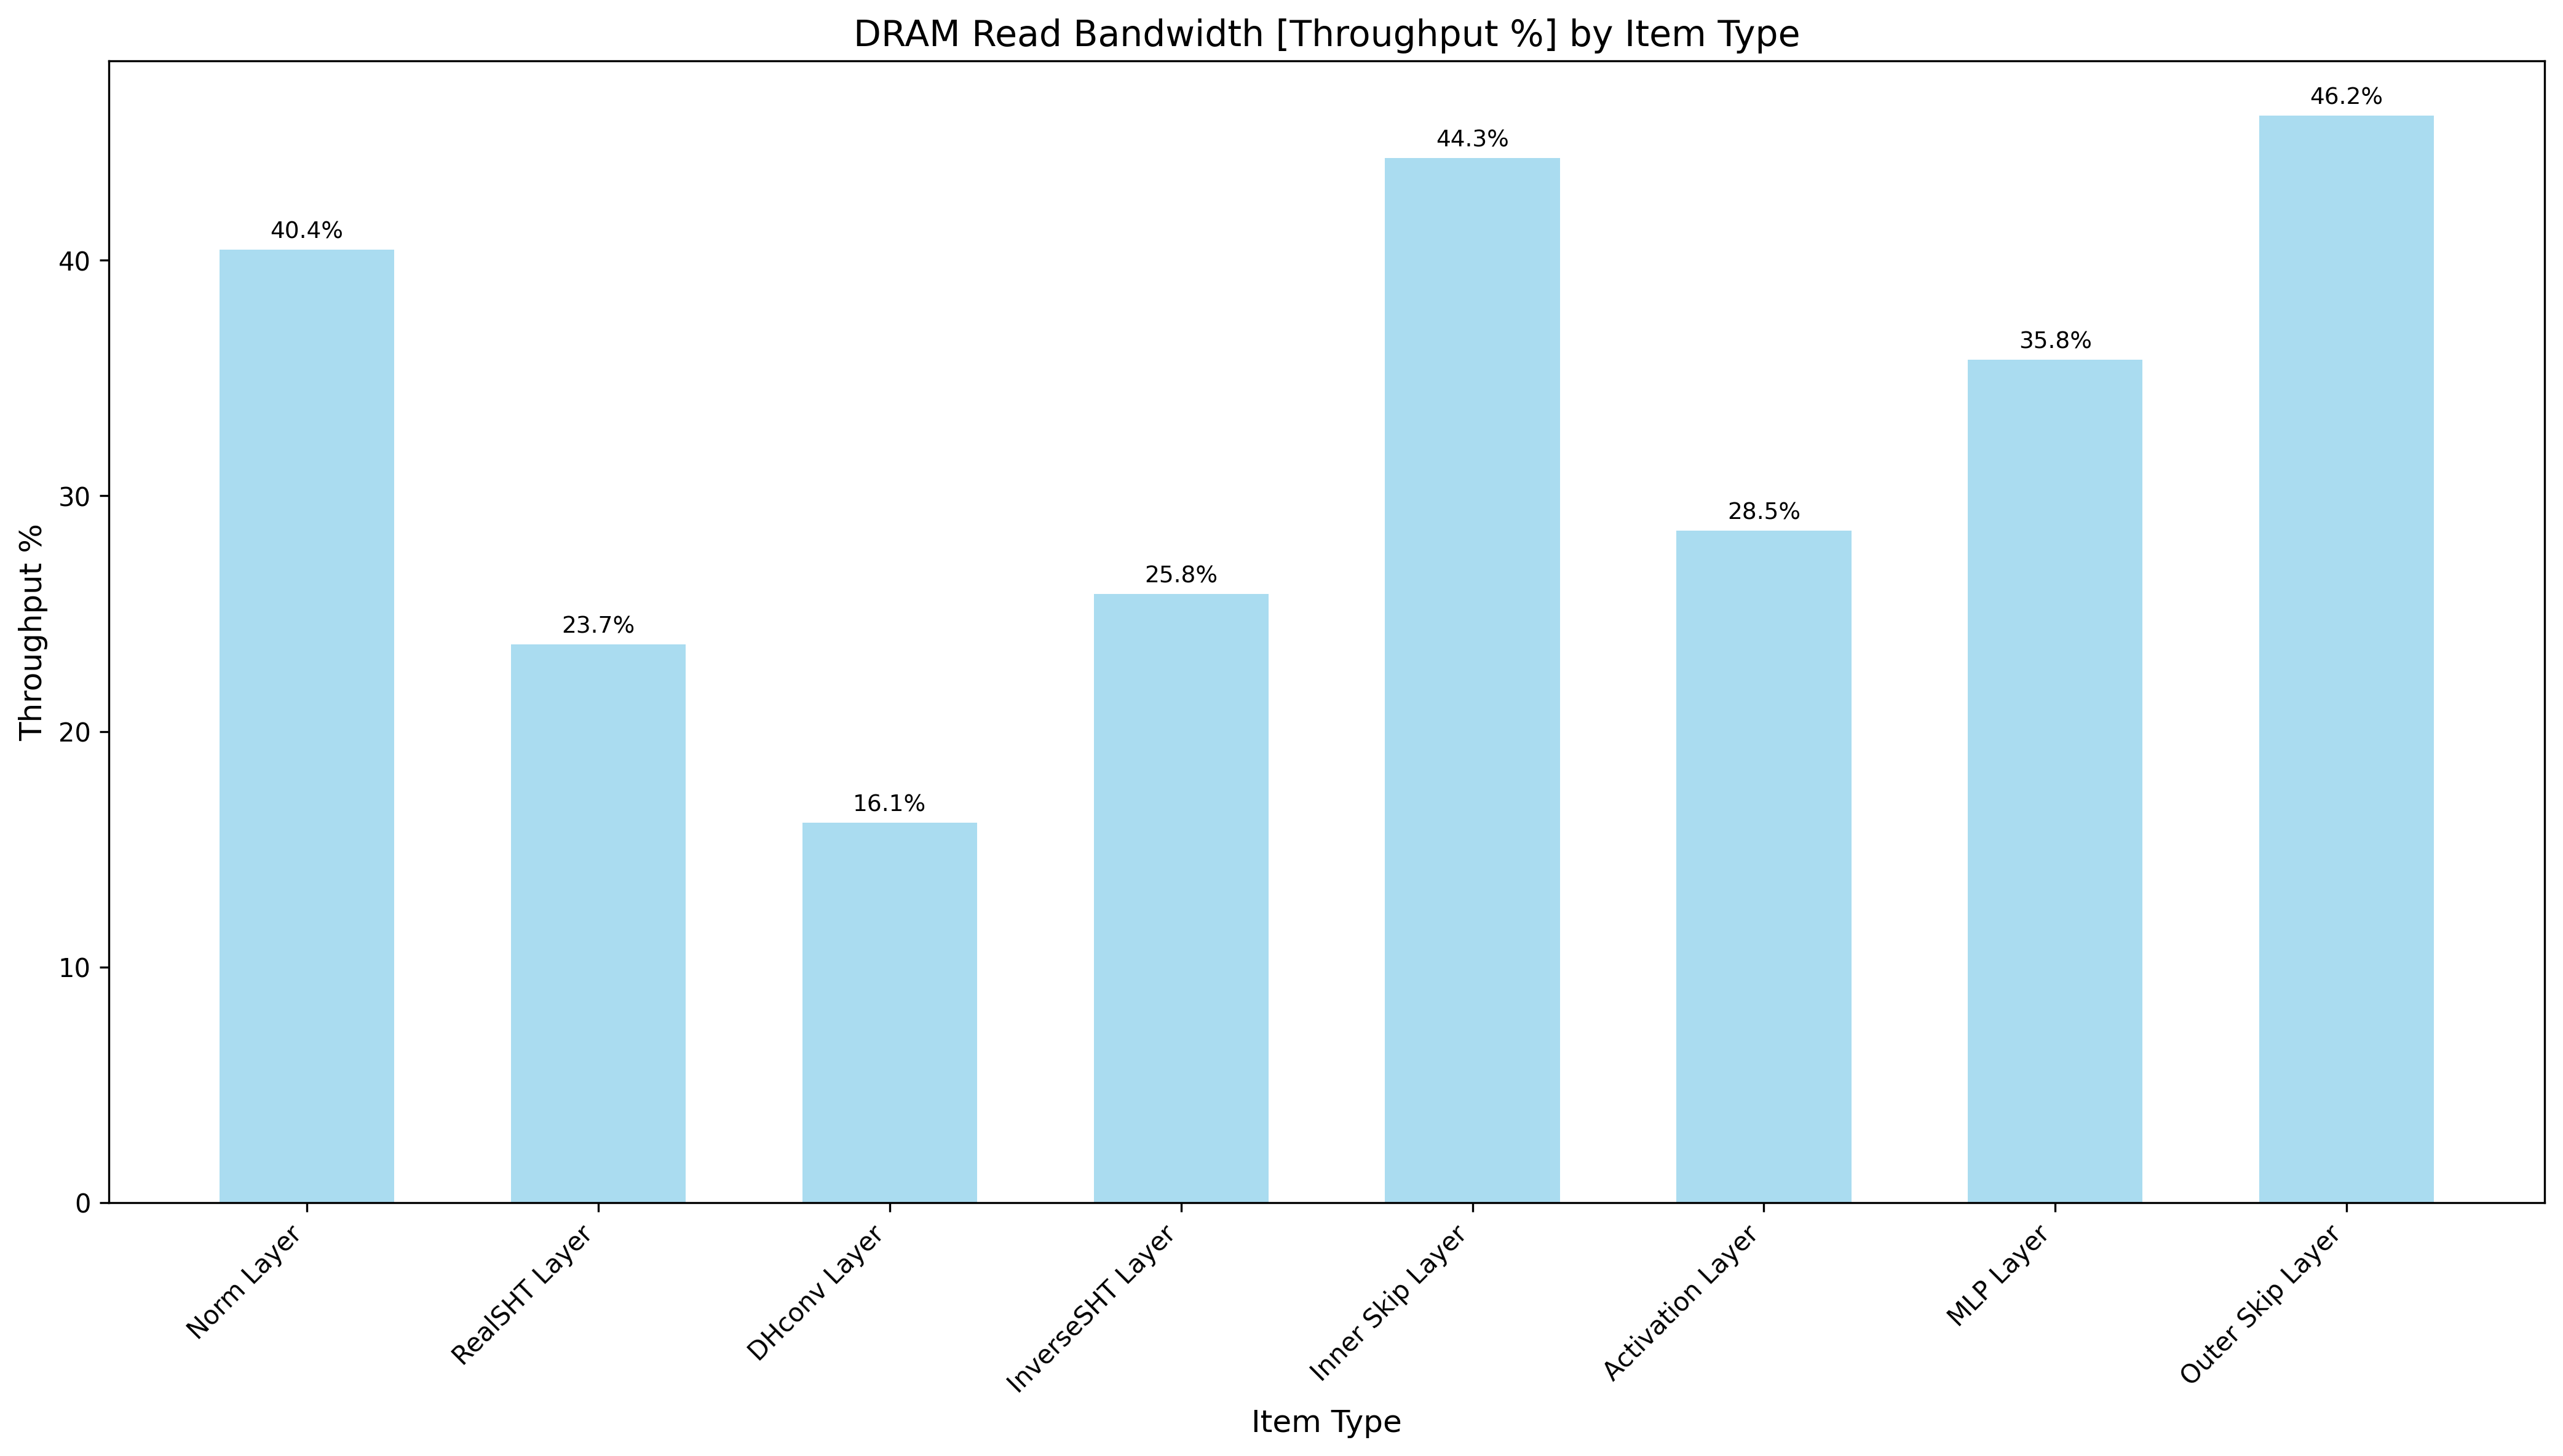 DRAM Read Bandwidth [Throughput %] by Item Type
46.2%
44.3%
40.4%
35.8%
28.5%
25.8%
23.7%
16.1%
40
30
20
10
0
Throughput %
Norm Layer
RealSHT Layer
DHconv Layer
InverseSHT Layer
Inner Skip Layer
Activation Layer
MLP Layer
Outer Skip Layer
Item Type